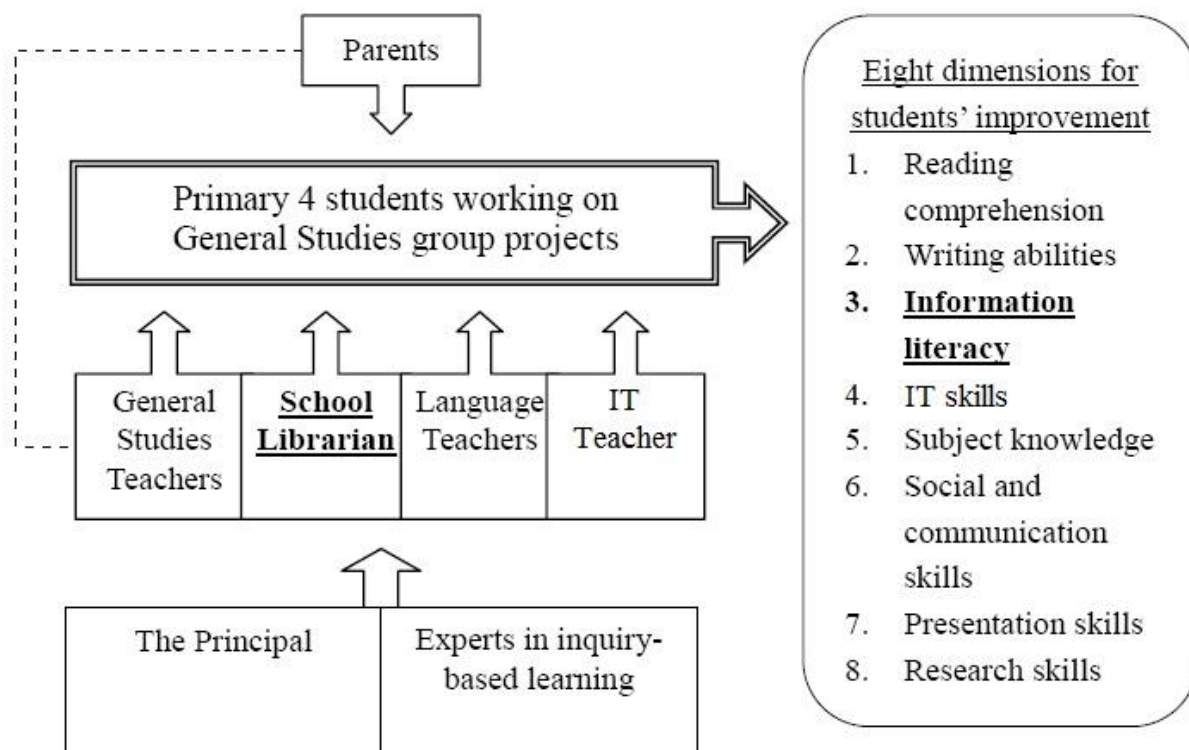 Parents
Primary 4 students working on
General Studies group projects
General
Studies
Teachers
School
Librarian
Language
Teachers
IT
Teacher
The Principal
Experts in inquiry-
based learning
Eight dimensions for
students’ improvement
1. Reading
comprehension
2. Writing abilities
3. Information
literacy
4. IT skills
5. Subject knowledge
6. Social and
communication
skills
7. Presentation skills
8. Research skills